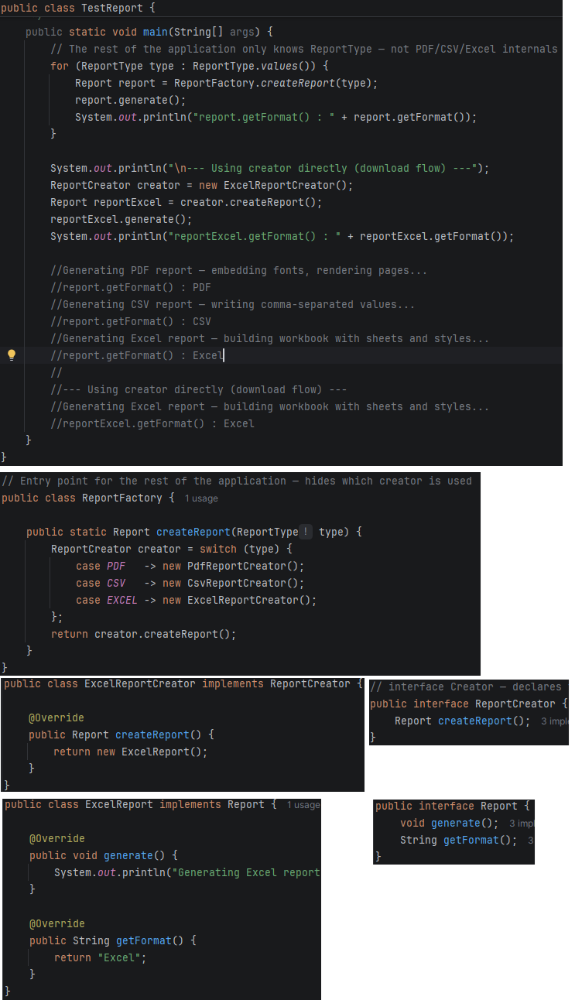 public class TestReport {
    public static void main(String[] args) {
        // The rest of the application only knows ReportType — not PDF/CSV/Excel internals
        for (ReportType type : ReportType.values()) {
            Report report = ReportFactory.createReport(type);
            report.generate();
            System.out.println("report.getFormat() : " + report.getFormat());
        }
        System.out.println("\n--- Using creator directly (download flow) ---");
        ReportCreator creator = new ExcelReportCreator();
        Report reportExcel = creator.createReport();
        reportExcel.generate();
        System.out.println("reportExcel.getFormat() : " + reportExcel.getFormat());
        //Generating PDF report — embedding fonts, rendering pages...
        //report.getFormat() : PDF
        //Generating CSV report — writing comma-separated values...
        //report.getFormat() : CSV
        //Generating Excel report — building workbook with sheets and styles...
        //report.getFormat() : Excel
        //
        //--- Using creator directly (download flow) ---
        //Generating Excel report — building workbook with sheets and styles...
        //reportExcel.getFormat() : Excel
    }
}
// Entry point for the rest of the application — hides which creator is used
public class ReportFactory { 1 usage
    public static Report createReport(ReportType ! type) {
        ReportCreator creator = switch (type) {
            case PDF   -> new PdfReportCreator();
            case CSV   -> new CsvReportCreator();
            case EXCEL -> new ExcelReportCreator();
        };
        return creator.createReport();
    }
}
public class ExcelReportCreator implements ReportCreator {
    @Override
    public Report createReport() {
        return new ExcelReport();
    }
}
// interface Creator — declares
public interface ReportCreator {
    Report createReport(); 3 impl
}
public class ExcelReport implements Report { 1 usage
    @Override
    public void generate() {
        System.out.println("Generating Excel report
    }
    @Override
    public String getFormat() {
        return "Excel";
    }
}
public interface Report {
    void generate(); 3 impl
    String getFormat(); 3
}